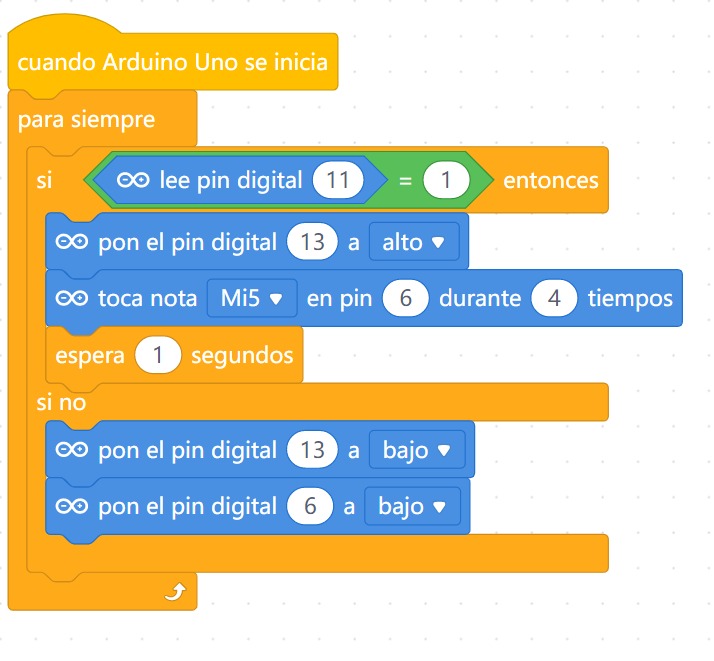 cuando Arduino Uno se inicia
para siempre
si lee pin digital 11 = 1 entonces
pon el pin digital 13 a alto
toca nota Mi5 en pin 6 durante 4 tiempos
espera 1 segundos
si no
pon el pin digital 13 a bajo
pon el pin digital 6 a bajo